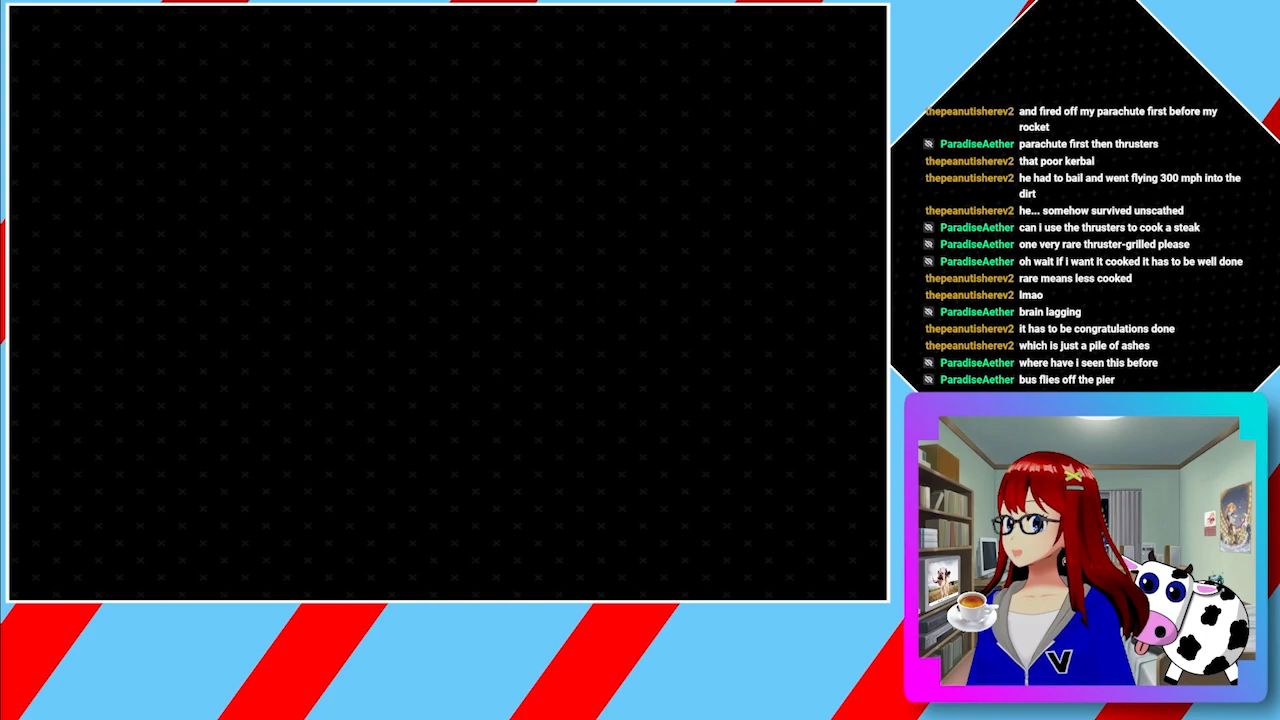 thepeanutisherev2 and fired off my parachute first before my
rocket
ParadiseAether parachute first then thrusters
thepeanutisherev2 that poor kerbal
thepeanutisherev2 he had to bail and went flying 300 mph into the
dirt
thepeanutisherev2 he... somehow survived unscathed
ParadiseAether can i use the thrusters to cook a steak
ParadiseAether one very rare thruster-grilled please
ParadiseAether oh wait if i want it cooked it has to be well done
thepeanutisherev2 rare means less cooked
thepeanutisherev2 lmao
ParadiseAether brain lagging
thepeanutisherev2 it has to be congratulations done
thepeanutisherev2 which is just a pile of ashes
ParadiseAether where have i seen this before
ParadiseAether bus flies off the pier
V